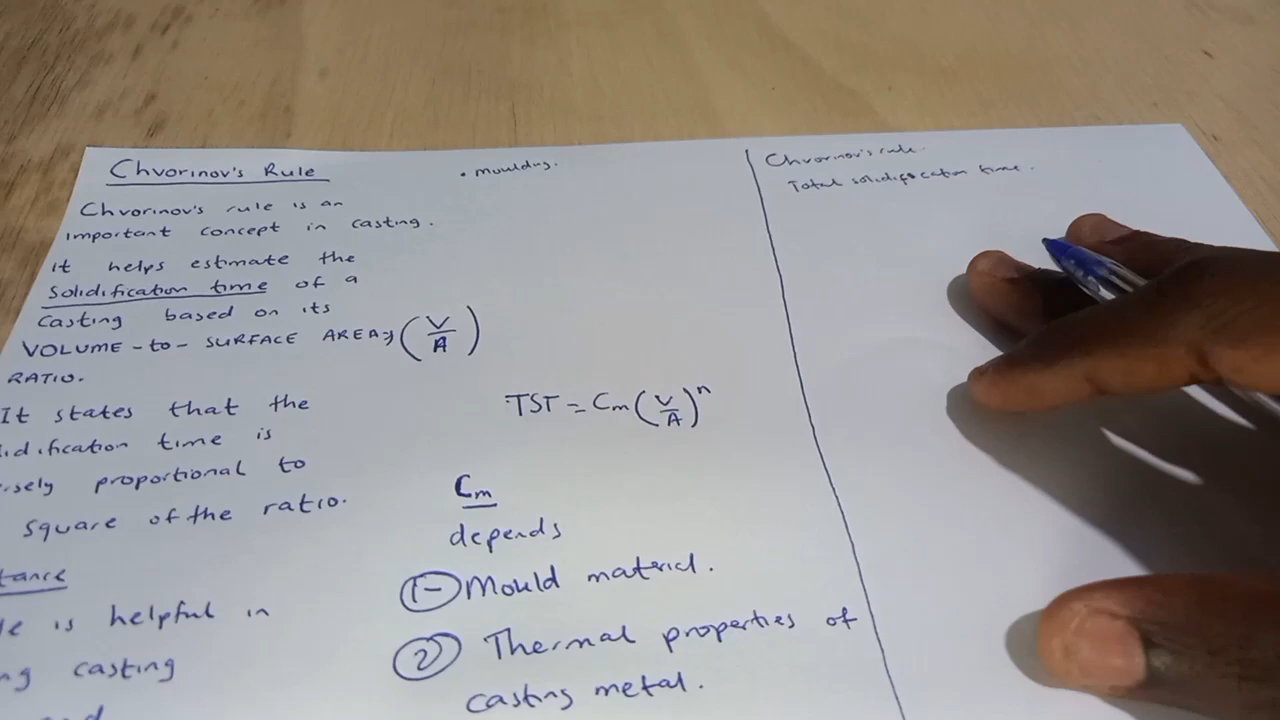 Chvorinov's Rule
Chvorinov's rule is an
important concept in casting.
it helps estimate the
Solidification time of a
casting based on its
VOLUME-to-SURFACE AREA (V/A)
RATIO.
It states that the
time is
proportional to
square of the ratio.
is helpful in
casting
. moulding.
TST = Cm(V/A)^n
Cm
depends
1- Mould material.
2) Thermal properties of
casting metal.
Chvorinov's rule.
Total solidification time.